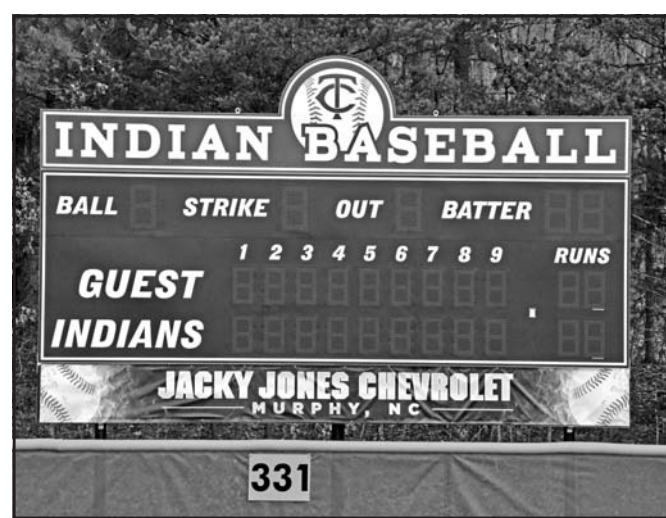 TC
INDIAN BASEBALL
BALL STRIKE OUT BATTER
1 2 3 4 5 6 7 8 9 RUNS
GUEST
INDIANS
JACKY JONES CHEVROLET
MURPHY, NC
331